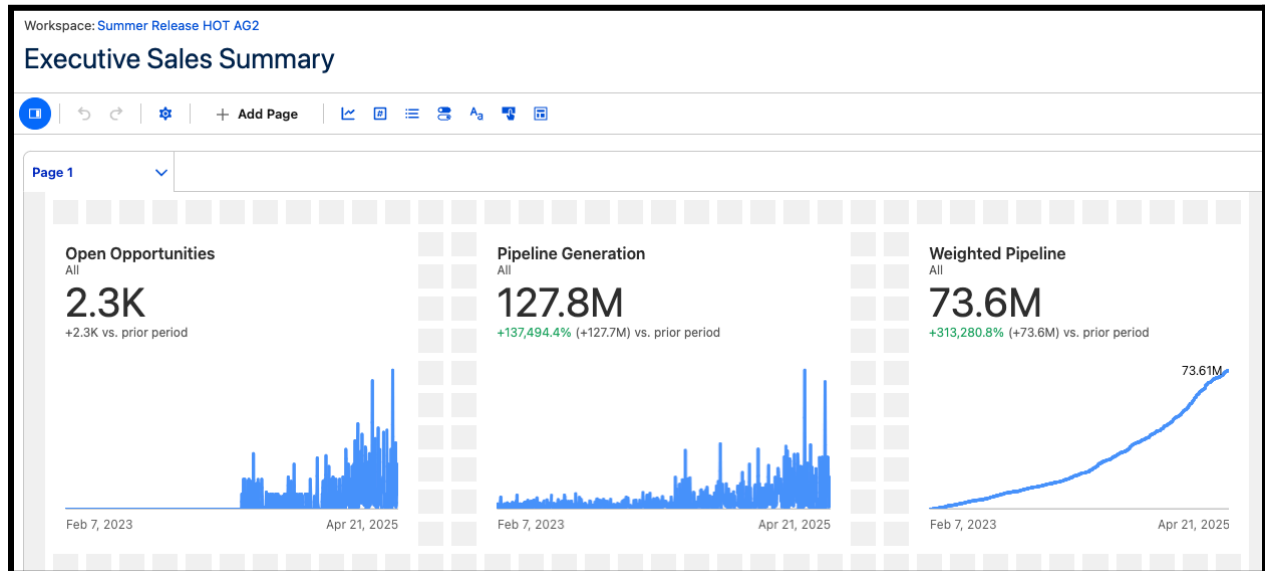 Workspace: Summer Release HOT AG2
Executive Sales Summary
+ Add Page
Page 1
Open Opportunities
All
2.3K
+2.3K vs. prior period
Feb 7, 2023 Apr 21, 2025
Pipeline Generation
All
127.8M
+137,494.4% (+127.7M) vs. prior period
Feb 7, 2023 Apr 21, 2025
Weighted Pipeline
All
73.6M
+313,280.8% (+73.6M) vs. prior period
73.61M
Feb 7, 2023 Apr 21, 2025